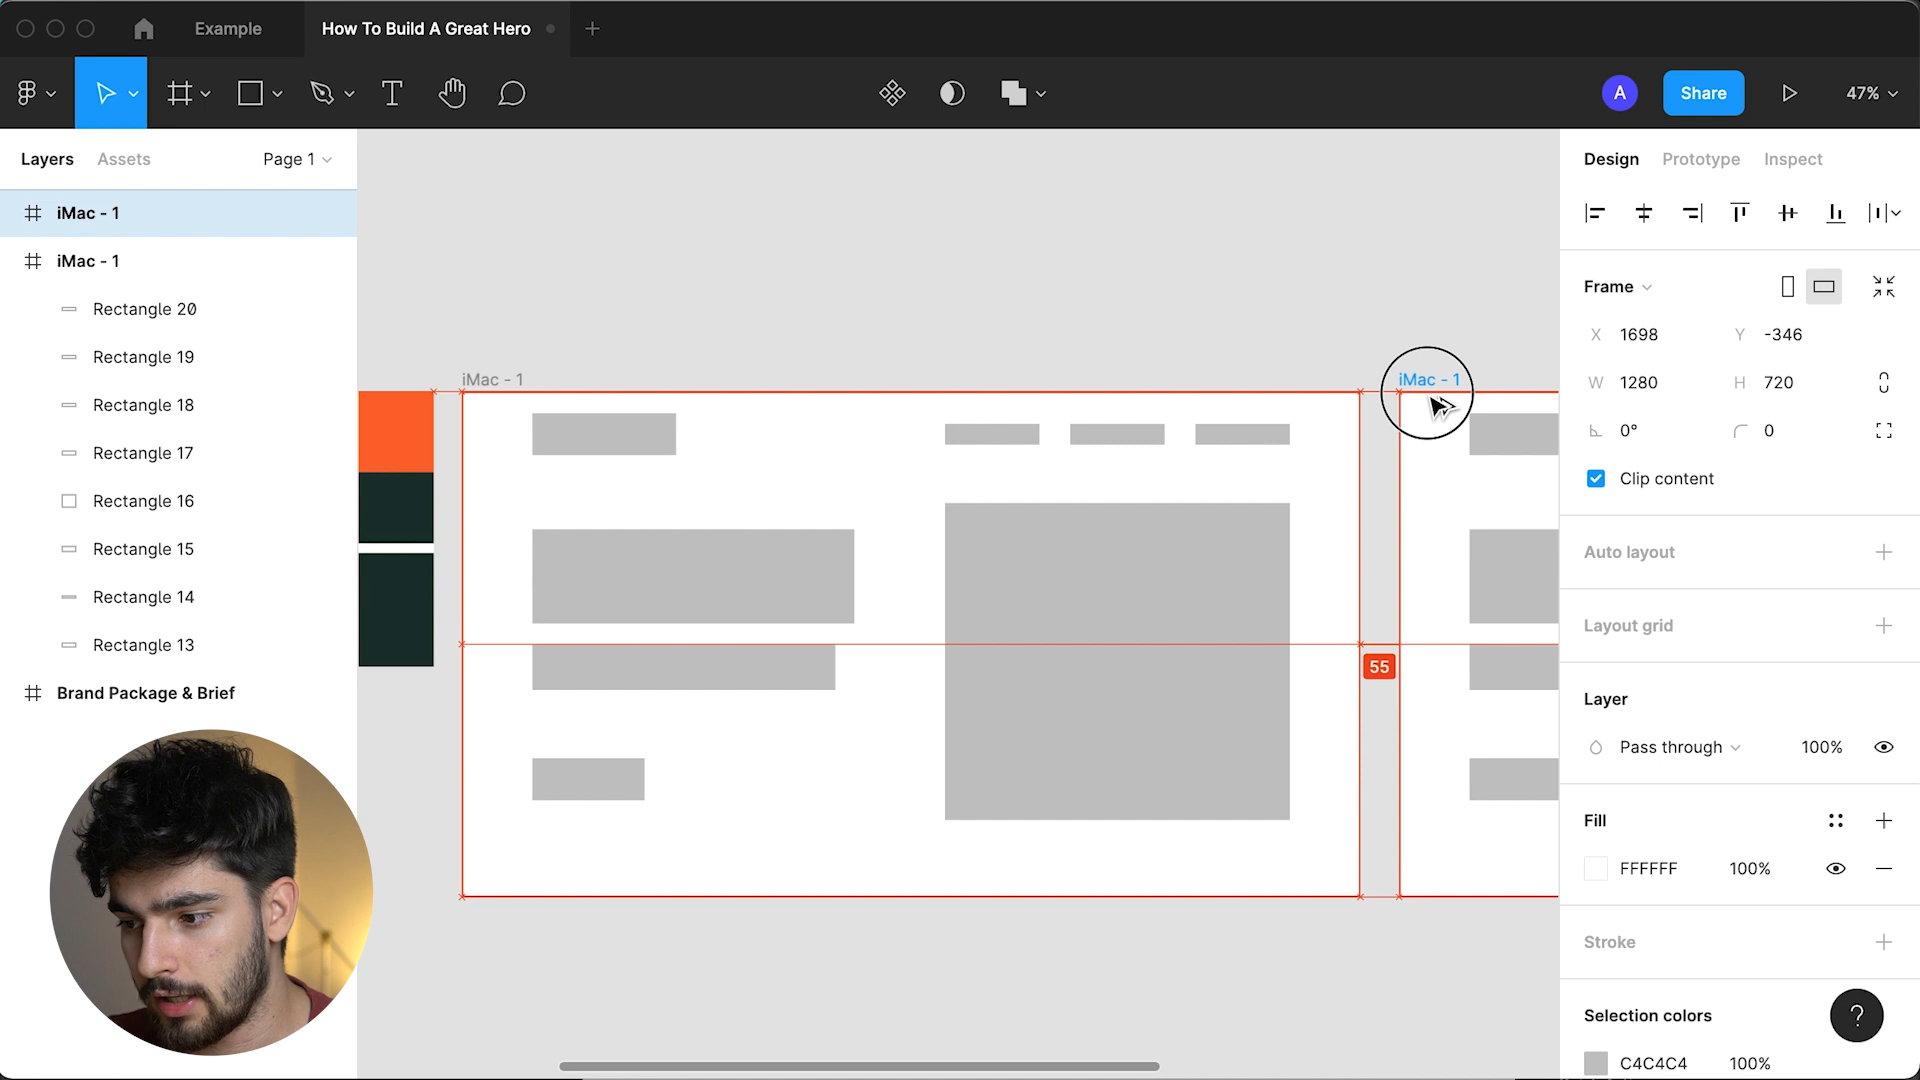 Example
How To Build A Great Hero
A
Share
47%
Layers
Assets
Page 1
iMac - 1
iMac - 1
Rectangle 20
Rectangle 19
Rectangle 18
Rectangle 17
Rectangle 16
Rectangle 15
Rectangle 14
Rectangle 13
Brand Package & Brief
iMac - 1
iMac - 1
55
Design
Prototype
Inspect
Frame
X 1698
Y -346
W 1280
H 720
0°
0
Clip content
Auto layout
Layout grid
Layer
Pass through
100%
Fill
FFFFFF
100%
Stroke
Selection colors
?
C4C4C4
100%